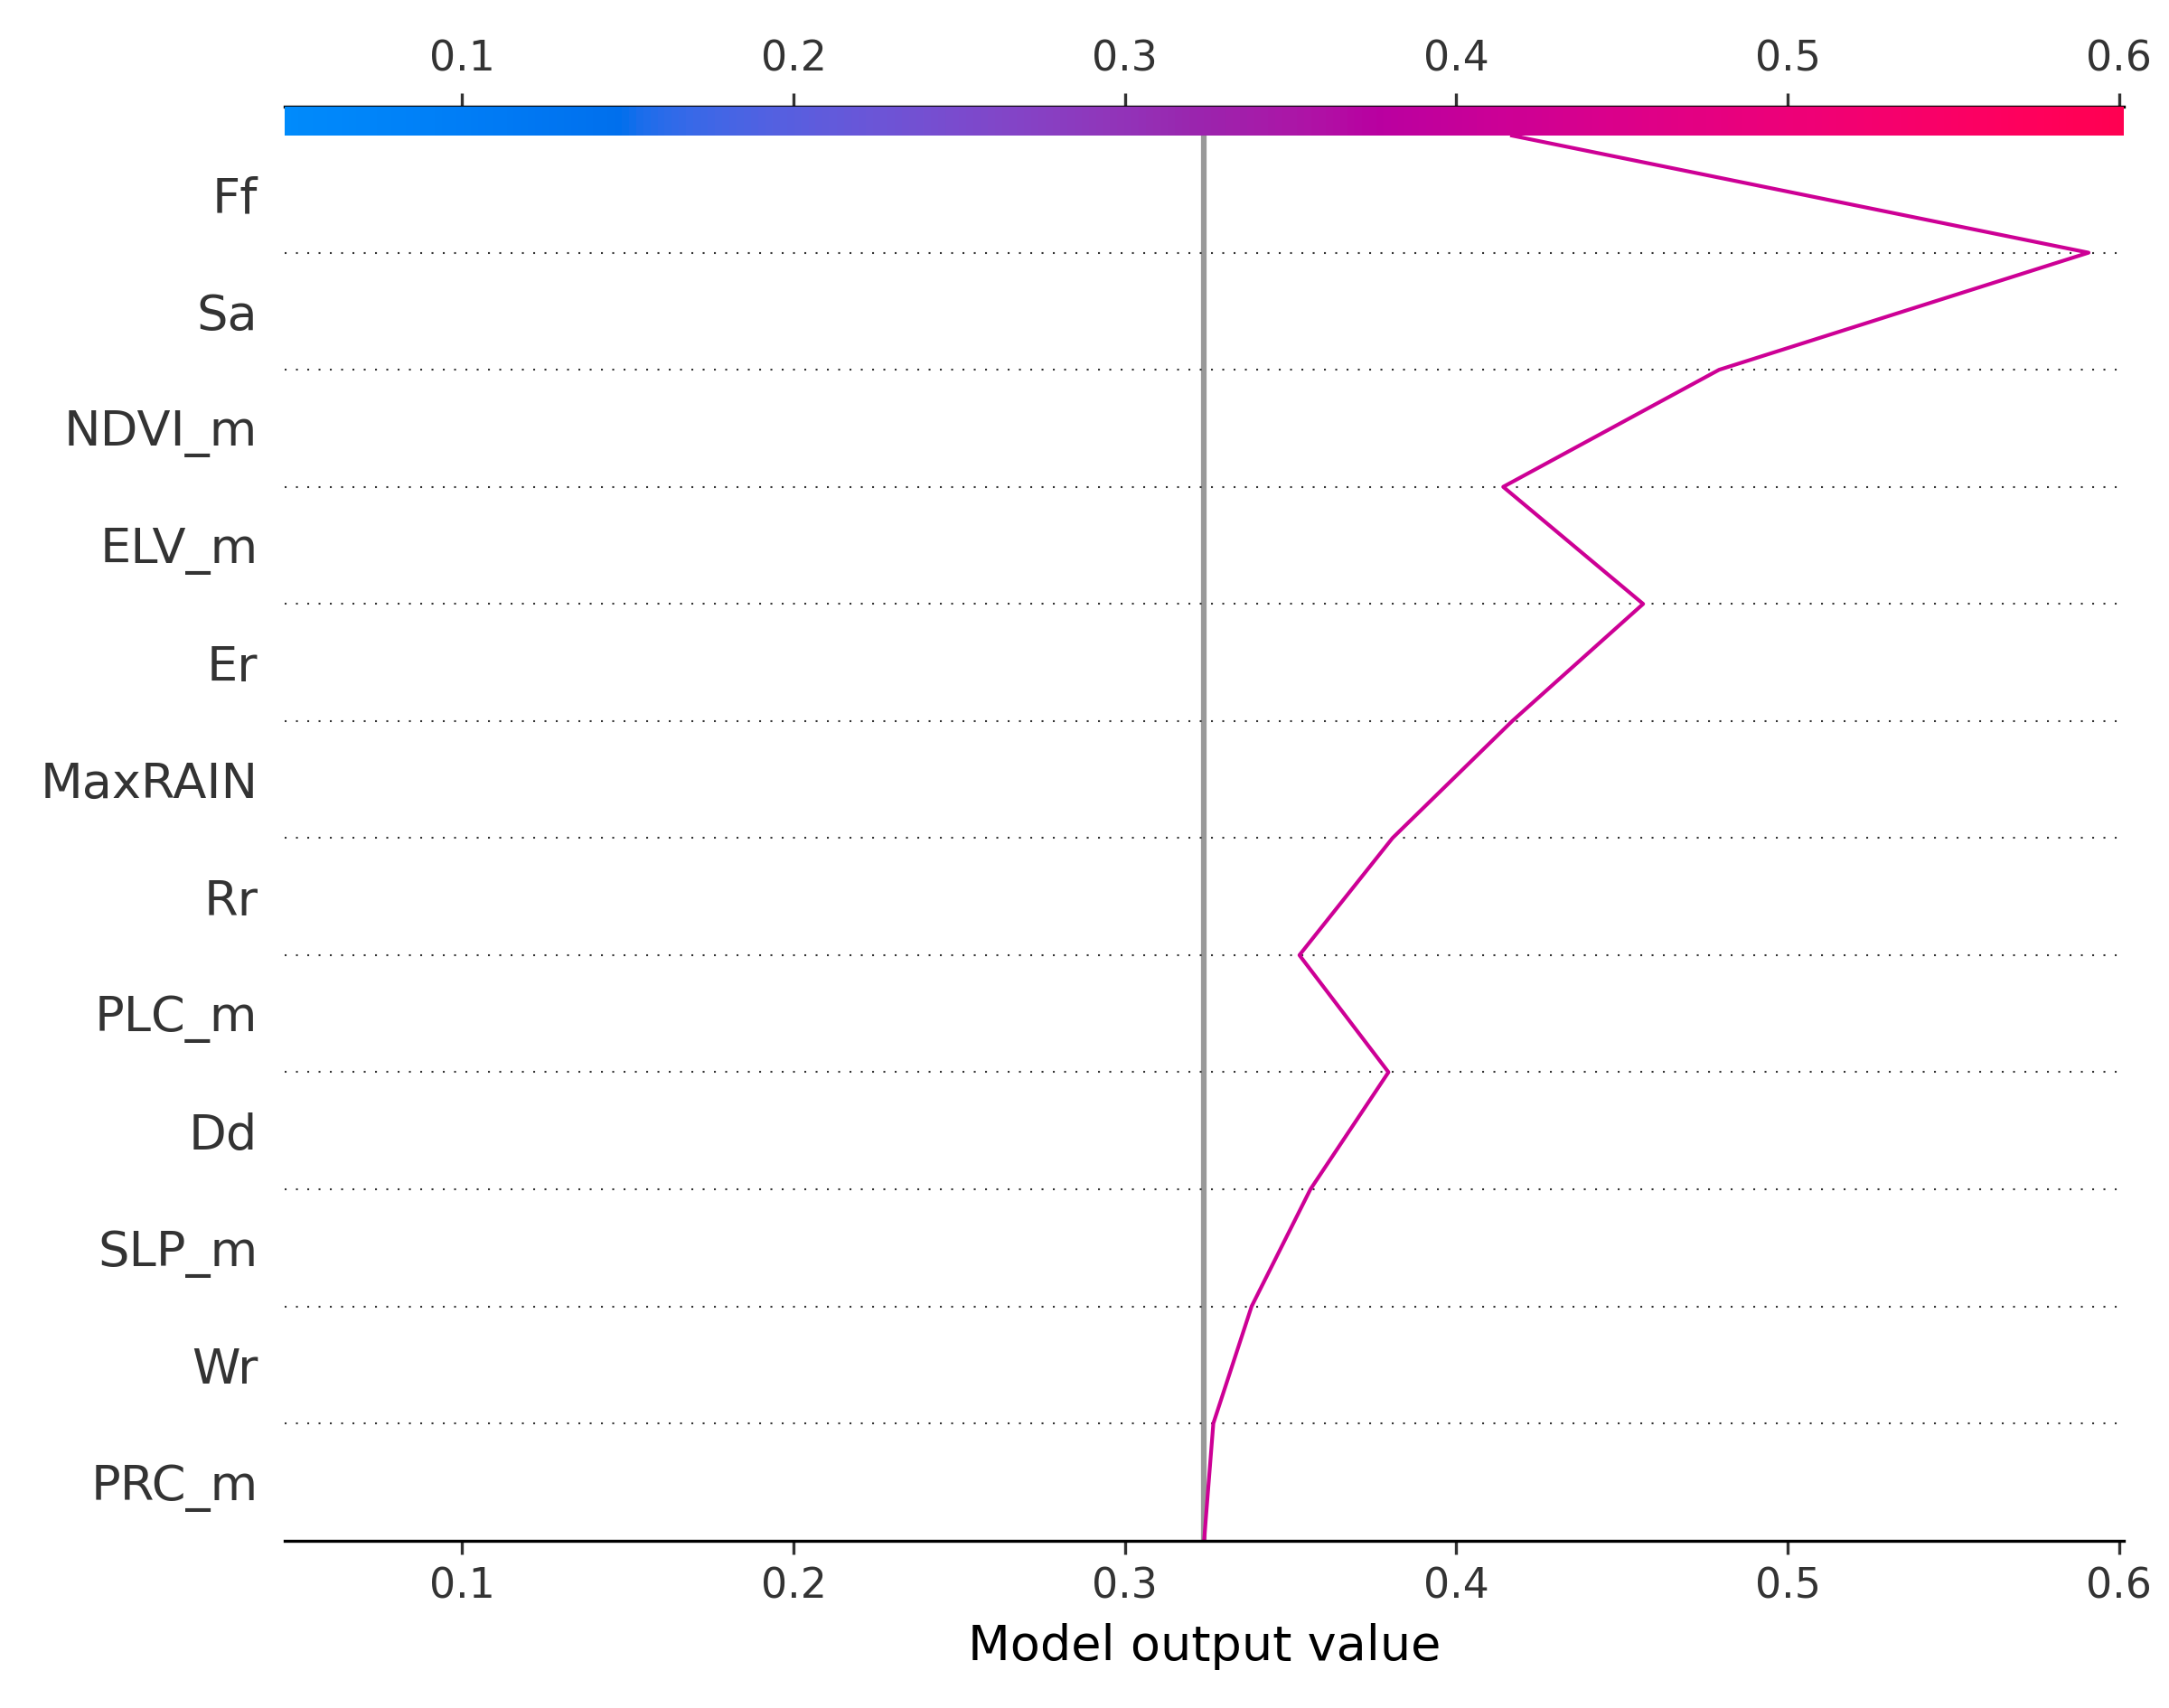 0.1 0.2 0.3 0.4 0.5 0.6
Ff
Sa
NDVI_m
ELV_m
Er
MaxRAIN
Rr
PLC_m
Dd
SLP_m
Wr
PRC_m
0.1 0.2 0.3 0.4 0.5 0.6
Model output value